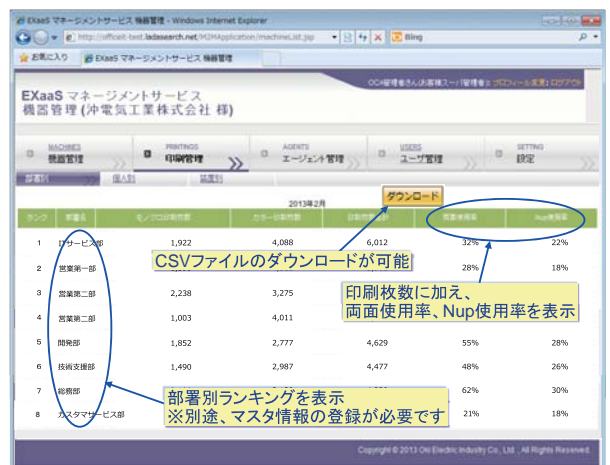 EXaaS マネージメントサービス 機器管理 - Windows Internet Explorer
http://officeit-test.ladasearch.net/M2MApplication/machineList.jsp
Bing
お気に入り
EXaaS マネージメントサービス 機器管理
EXaaS マネージメントサービス
機器管理 (沖電気工業株式会社 様)
MACHINES
機器管理
PRINTINGS
印刷管理
AGENTS
エージェント管理
USERS
ユーザ管理
SETTING
設定
部署別
個人別
装置別
2013年2月
ダウンロード
ランク 部署名 モノクロ印刷枚数 カラー印刷枚数 両面使用率 Nup使用率
1 ITサービス部 1,922 4,088 6,012 32% 22%
CSVファイルのダウンロードが可能
2 営業第一部 28% 18%
印刷枚数に加え、
両面使用率、Nup使用率を表示
3 営業第二部 2,238 3,275
4 営業第二部 1,003 4,011
5 開発部 1,852 2,777 4,629 55% 28%
6 技術支援部 1,490 2,987 4,477 48% 26%
7 総務部 62% 30%
部署別ランキングを表示
※別途、マスタ情報の登録が必要です
8 カスタマサービス部 21% 18%
Copyright © 2013 Oki Electric Industry Co., Ltd., All Rights Reserved.